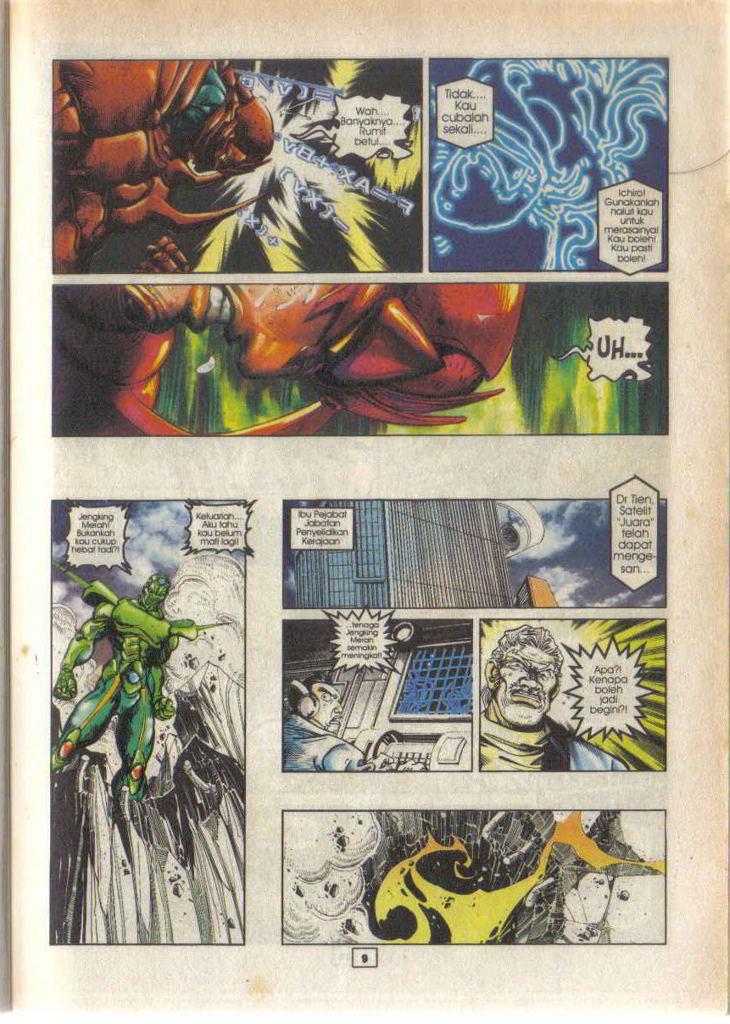 Wah....
Banyaknya....
Rumit
betul....
Tidak....
Kau
cubalah
sekali....
Ichiro!
Gunakanlah
naluri kau
untuk
merasainya!
Kau boleh!
Kau pasti
boleh!
UH...
Jengking
Merah!
Bukankah
kau cukup
hebat tadi?!
Keluarlah....
Aku tahu
kau belum
mati lagi!
Ibu Pejabat
Jabatan
Penyelidikan
Kerajaan
Dr Tien,
Satelit
"Juara"
telah
dapat
menge-
san...
...tenaga
Jengking
Merah
semakin
meningkat!
Apa?!
Kenapa
boleh
jadi
begini?!
9